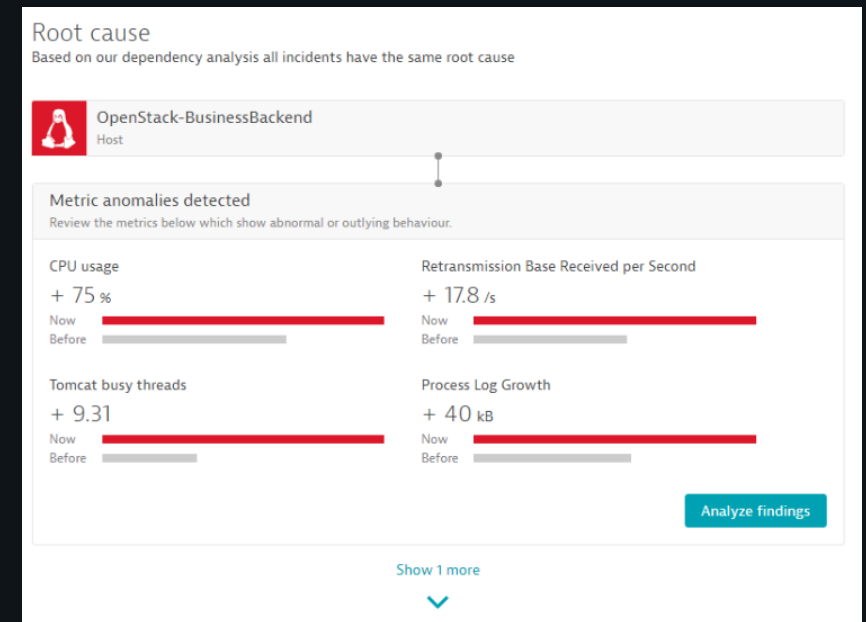 Root cause
Based on our dependency analysis all incidents have the same root cause
OpenStack-BusinessBackend
Host
Metric anomalies detected
Review the metrics below which show abnormal or outlying behaviour.
CPU usage
+ 75 %
Now
Before
Retransmission Base Received per Second
+ 17.8 /s
Now
Before
Tomcat busy threads
+ 9.31
Now
Before
Process Log Growth
+ 40 kB
Now
Before
Analyze findings
Show 1 more